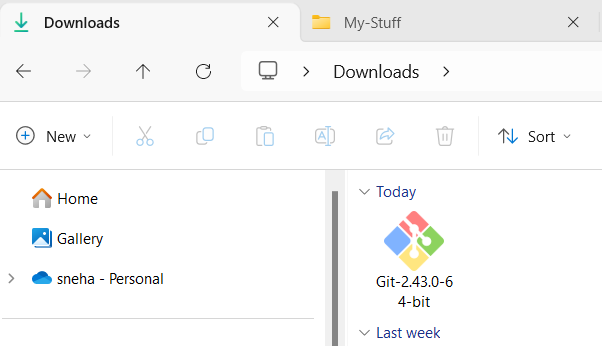 Downloads
My-Stuff
Downloads
New
Sort
Home
Gallery
sneha - Personal
Today
Git-2.43.0-6
4-bit
Last week